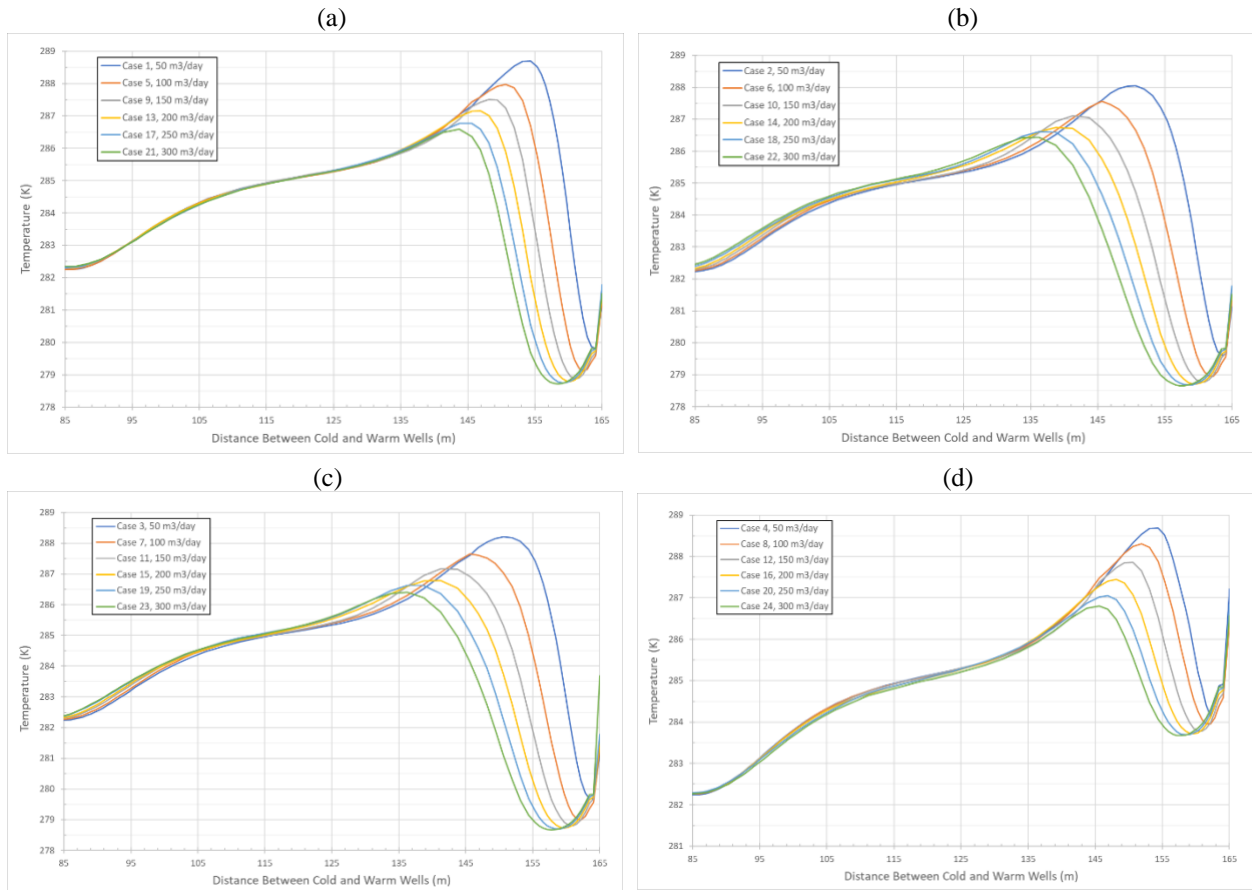 (a)
289
288
287
286
285
284
283
282
281
280
279
278
Temperature (K)
Case 1, 50 m3/day
Case 5, 100 m3/day
Case 9, 150 m3/day
Case 13, 200 m3/day
Case 17, 250 m3/day
Case 21, 300 m3/day
85 95 105 115 125 135 145 155 165
Distance Between Cold and Warm Wells (m)
(b)
289
288
287
286
285
284
283
282
281
280
279
278
Temperature (K)
Case 2, 50 m3/day
Case 6, 100 m3/day
Case 10, 150 m3/day
Case 14, 200 m3/day
Case 18, 250 m3/day
Case 22, 300 m3/day
85 95 105 115 125 135 145 155 165
Distance Between Cold and Warm Wells (m)
(c)
289
288
287
286
285
284
283
282
281
280
279
278
Temperature (K)
Case 3, 50 m3/day
Case 7, 100 m3/day
Case 11, 150 m3/day
Case 15, 200 m3/day
Case 19, 250 m3/day
Case 23, 300 m3/day
85 95 105 115 125 135 145 155 165
Distance Between Cold and Warm Wells (m)
(d)
289
288
287
286
285
284
283
282
281
Temperature (K)
Case 4, 50 m3/day
Case 8, 100 m3/day
Case 12, 150 m3/day
Case 16, 200 m3/day
Case 20, 250 m3/day
Case 24, 300 m3/day
85 95 105 115 125 135 145 155 165
Distance Between Cold and Warm Wells (m)